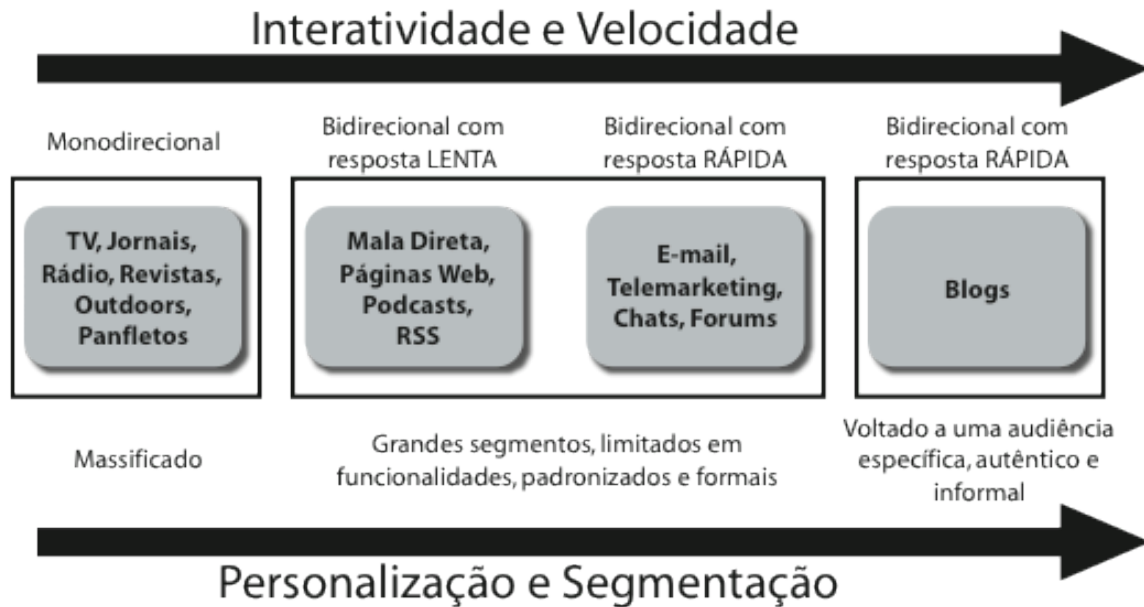 Interatividade e Velocidade
Monodirecional
Bidirecional com
resposta LENTA
Bidirecional com
resposta RÁPIDA
Bidirecional com
resposta RÁPIDA
TV, Jornais,
Rádio, Revistas,
Outdoors,
Panfletos
Mala Direta,
Páginas Web,
Podcasts,
RSS
E-mail,
Telemarketing,
Chats, Forums
Blogs
Massificado
Grandes segmentos, limitados em
funcionalidades, padronizados e formais
Voltado a uma audiência
específica, autêntico e
informal
Personalização e Segmentação